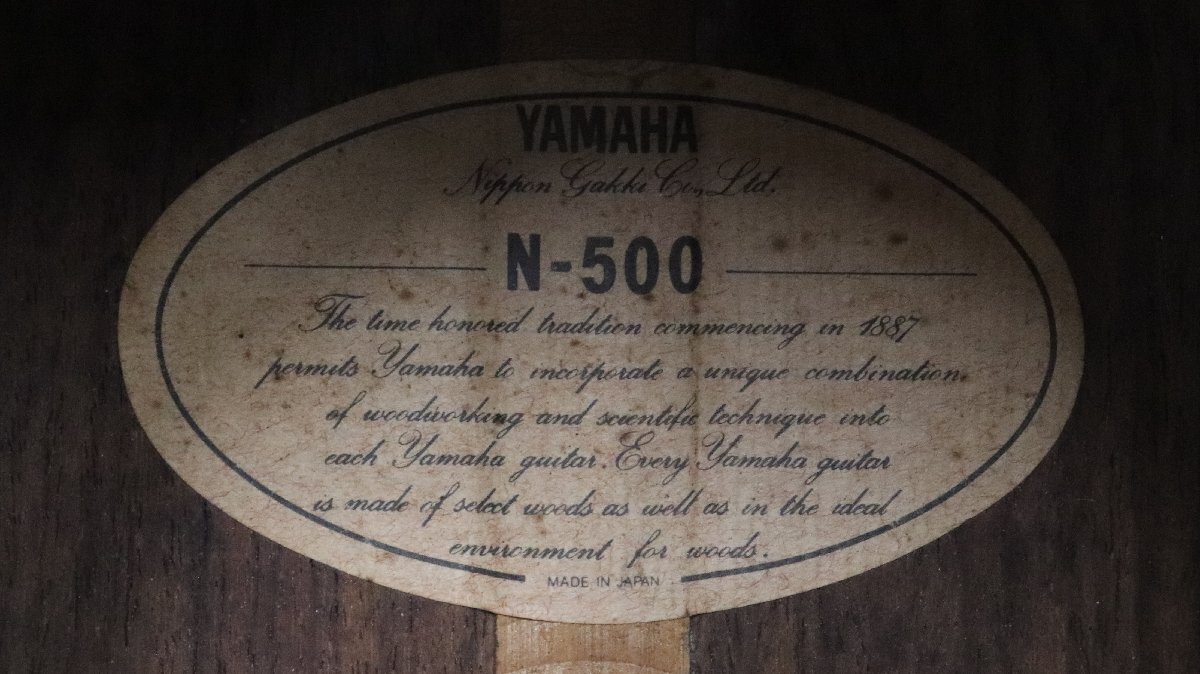 YAMAHA
Nippon Gakki Co., Ltd.
N-500
The time honored tradition commencing in 1887
permits Yamaha to incorporate a unique combination
of woodworking and scientific technique into
each Yamaha guitar. Every Yamaha guitar
is made of select woods as well as in the ideal
environment for woods.
MADE IN JAPAN